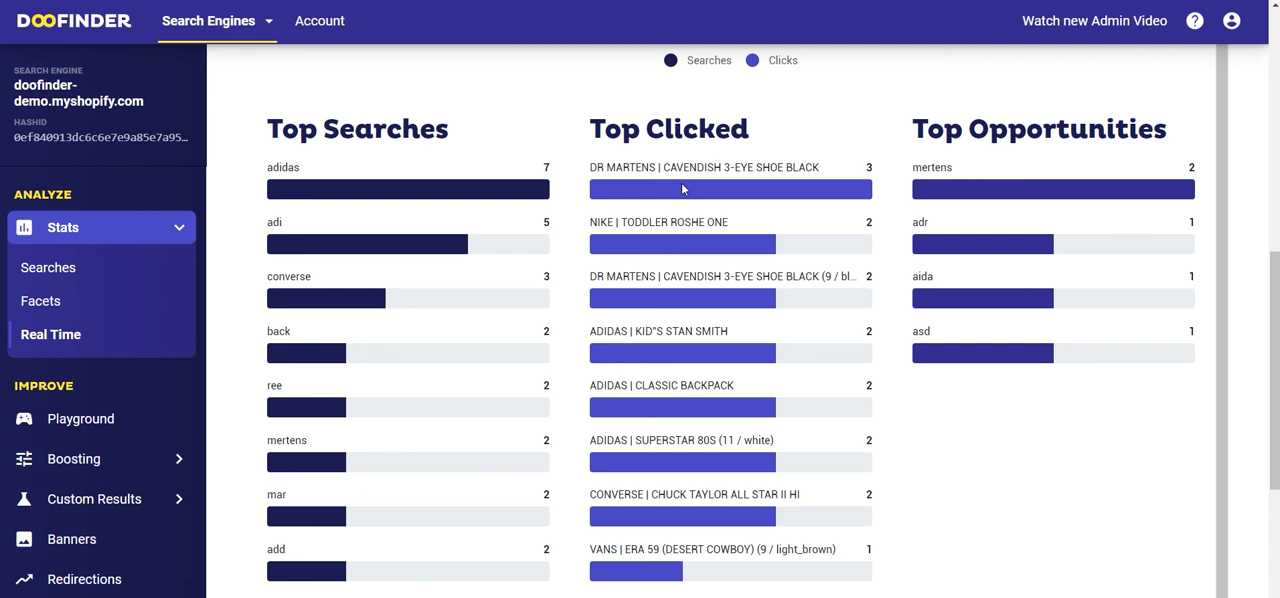 DOOFINDER
Search Engines
Account
Watch new Admin Video
?
SEARCH ENGINE
doofinder-
demo.myshopify.com
HASHID
0ef840913dc6c6e7e9a85e7a95...
ANALYZE
Stats
Searches
Facets
Real Time
IMPROVE
Playground
Boosting
Custom Results
Banners
Redirections
Searches Clicks
Top Searches
adidas 7
adi 5
converse 3
back 2
ree 2
mertens 2
mar 2
add 2
Top Clicked
DR MARTENS | CAVENDISH 3-EYE SHOE BLACK 3
NIKE | TODDLER ROSHE ONE 2
DR MARTENS | CAVENDISH 3-EYE SHOE BLACK (9 / bl... 2
ADIDAS | KID"S STAN SMITH 2
ADIDAS | CLASSIC BACKPACK 2
ADIDAS | SUPERSTAR 80S (11 / white) 2
CONVERSE | CHUCK TAYLOR ALL STAR II HI 2
VANS | ERA 59 (DESERT COWBOY) (9 / light_brown) 1
Top Opportunities
mertens 2
adr 1
aida 1
asd 1